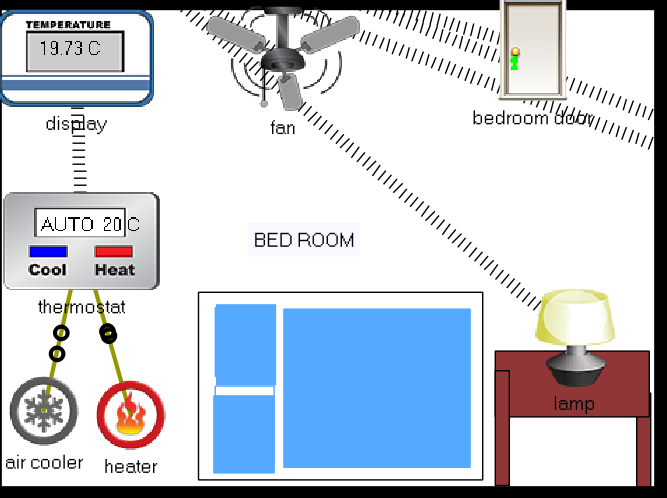 TEMPERATURE
19.73 C
display
fan
bedroom door
AUTO 20 C
Cool Heat
thermostat
BED ROOM
lamp
air cooler
heater